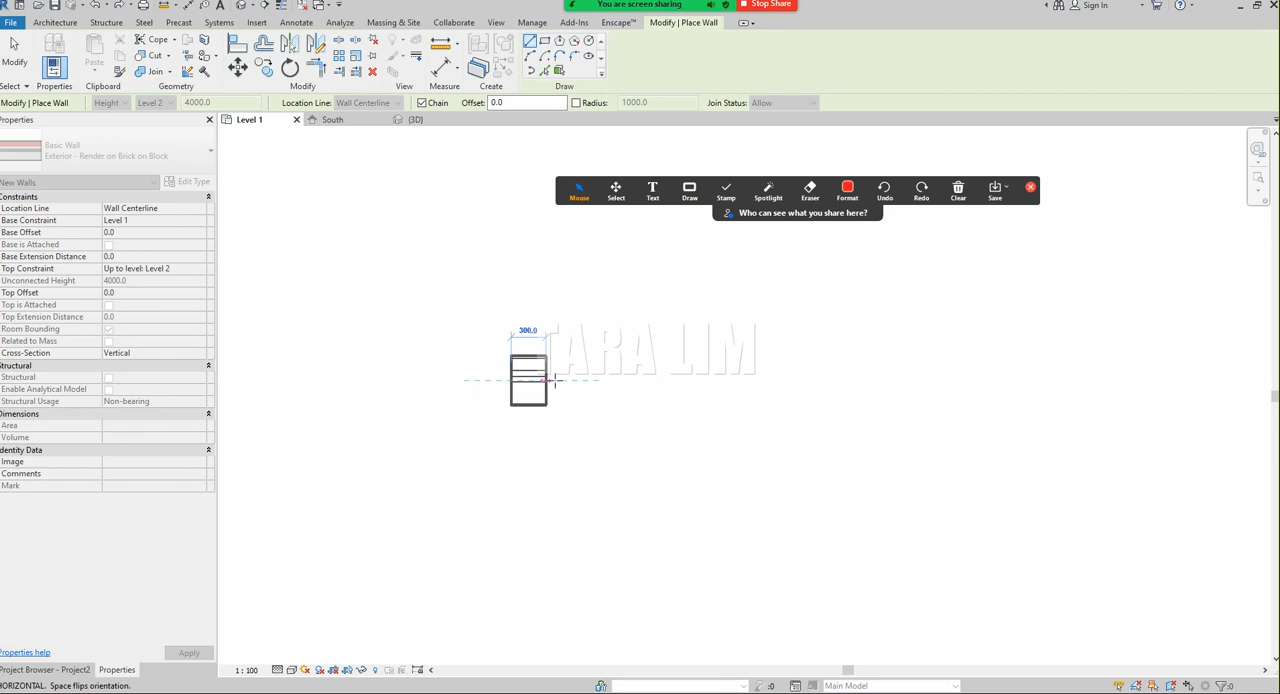 You are screen sharing
Stop Share
Sign In
File
Architecture
Structure
Steel
Precast
Systems
Insert
Annotate
Analyze
Massing & Site
Collaborate
View
Manage
Add-Ins
Enscape™
Modify | Place Wall
Modify
Paste
Cope
Cut
Join
Select
Properties
Clipboard
Geometry
Modify
View
Measure
Create
Draw
Modify | Place Wall
Height
Level 2
4000.0
Location Line:
Wall Centerline
Chain
Offset:
0.0
Radius:
1000.0
Join Status:
Allow
Properties
Level 1
South
(3D)
Basic Wall
Exterior - Render on Brick on Block
New Walls
Edit Type
Constraints
Location Line Wall Centerline
Base Constraint Level 1
Base Offset 0.0
Base is Attached
Base Extension Distance 0.0
Top Constraint Up to level: Level 2
Unconnected Height 4000.0
Top Offset 0.0
Top is Attached
Top Extension Distance 0.0
Room Bounding
Related to Mass
Cross-Section Vertical
Structural
Structural
Enable Analytical Model
Structural Usage Non-bearing
Dimensions
Area
Volume
Identity Data
Image
Comments
Mark
Mouse
Select
Text
Draw
Stamp
Spotlight
Eraser
Format
Undo
Redo
Clear
Save
Who can see what you share here?
300.0
TARA LIM
Properties help
Apply
Project Browser - Project2
Properties
1 : 100
HORIZONTAL. Space flips orientation.
:0
Main Model
:0